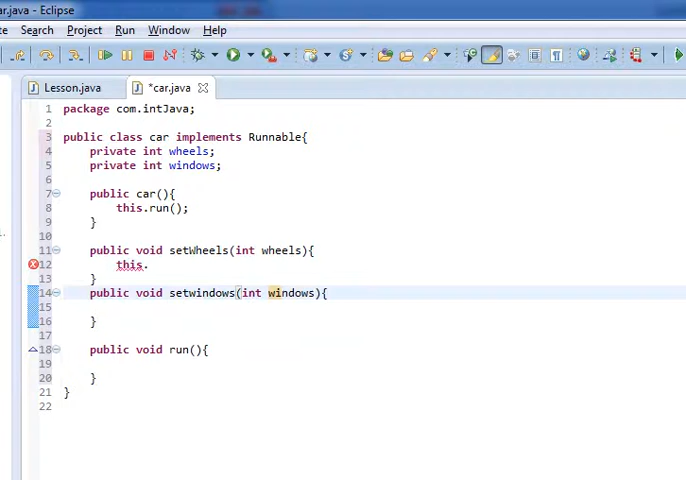 ar.java - Eclipse
te Search Project Run Window Help
Lesson.java *car.java
1 package com.intJava;
2
3 public class car implements Runnable{
4 private int wheels;
5 private int windows;
6
7 public car(){
8 this.run();
9 }
10
11 public void setWheels(int wheels){
12 this.
13 }
14 public void setwindows(int windows){
15
16 }
17
18 public void run(){
19
20 }
21 }
22